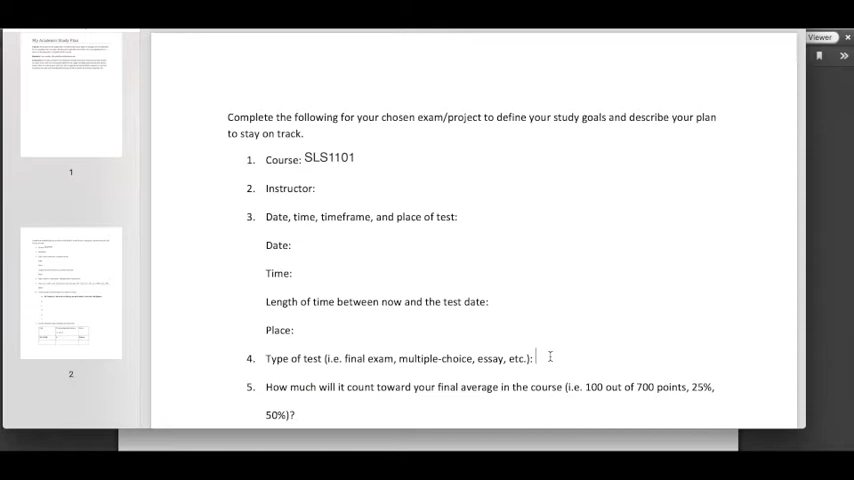 Viewer
My Academic Study Plan
Complete the following for your chosen exam/project to define your study goals and describe your plan
to stay on track.
1. Course: SLS1101
2. Instructor:
3. Date, time, timeframe, and place of test:
Date:
Time:
Length of time between now and the test date:
Place:
4. Type of test (i.e. final exam, multiple-choice, essay, etc.):
5. How much will it count toward your final average in the course (i.e. 100 out of 700 points, 25%,
50%)?
1
2